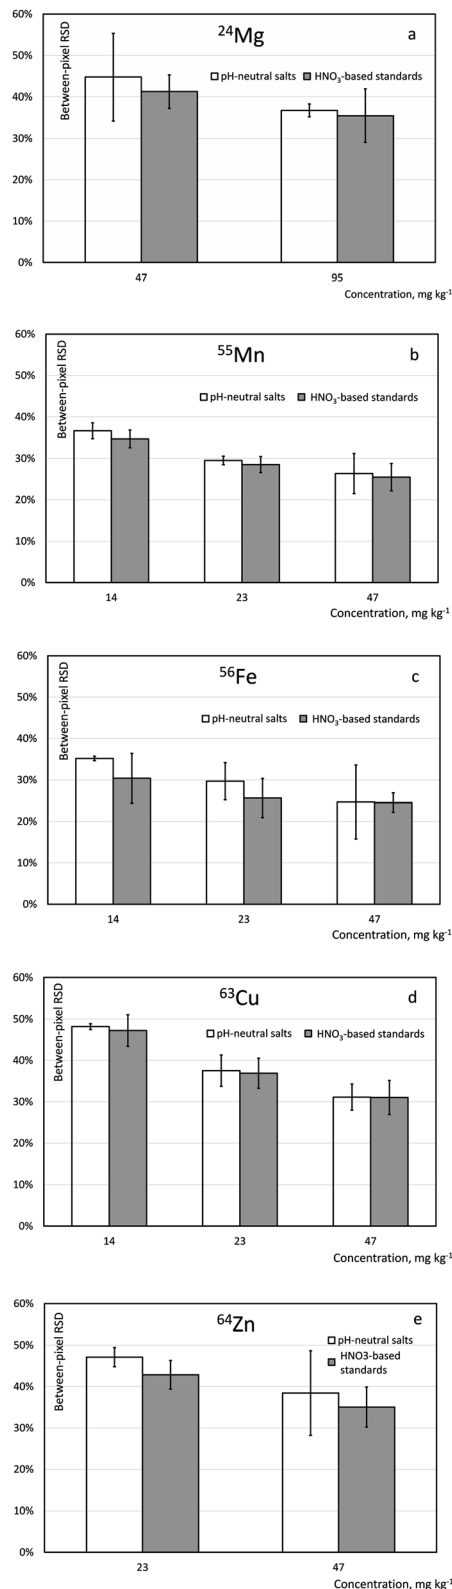 ²⁴Mg
a
Between-pixel RSD
pH-neutral salts HNO₃-based standards
60%
50%
40%
30%
20%
10%
0%
47 95
Concentration, mg kg⁻¹
⁵⁵Mn
b
Between-pixel RSD
pH-neutral salts HNO₃-based standards
60%
50%
40%
30%
20%
10%
0%
14 23 47
Concentration, mg kg⁻¹
⁵⁶Fe
c
Between-pixel RSD
pH-neutral salts HNO₃-based standards
60%
50%
40%
30%
20%
10%
0%
14 23 47
Concentration, mg kg⁻¹
⁶³Cu
d
Between-pixel RSD
pH-neutral salts HNO₃-based standards
60%
50%
40%
30%
20%
10%
0%
14 23 47
Concentration, mg kg⁻¹
⁶⁴Zn
e
Between-pixel RSD
pH-neutral salts
HNO3-based
standards
60%
50%
40%
30%
20%
10%
0%
23 47
Concentration, mg kg⁻¹